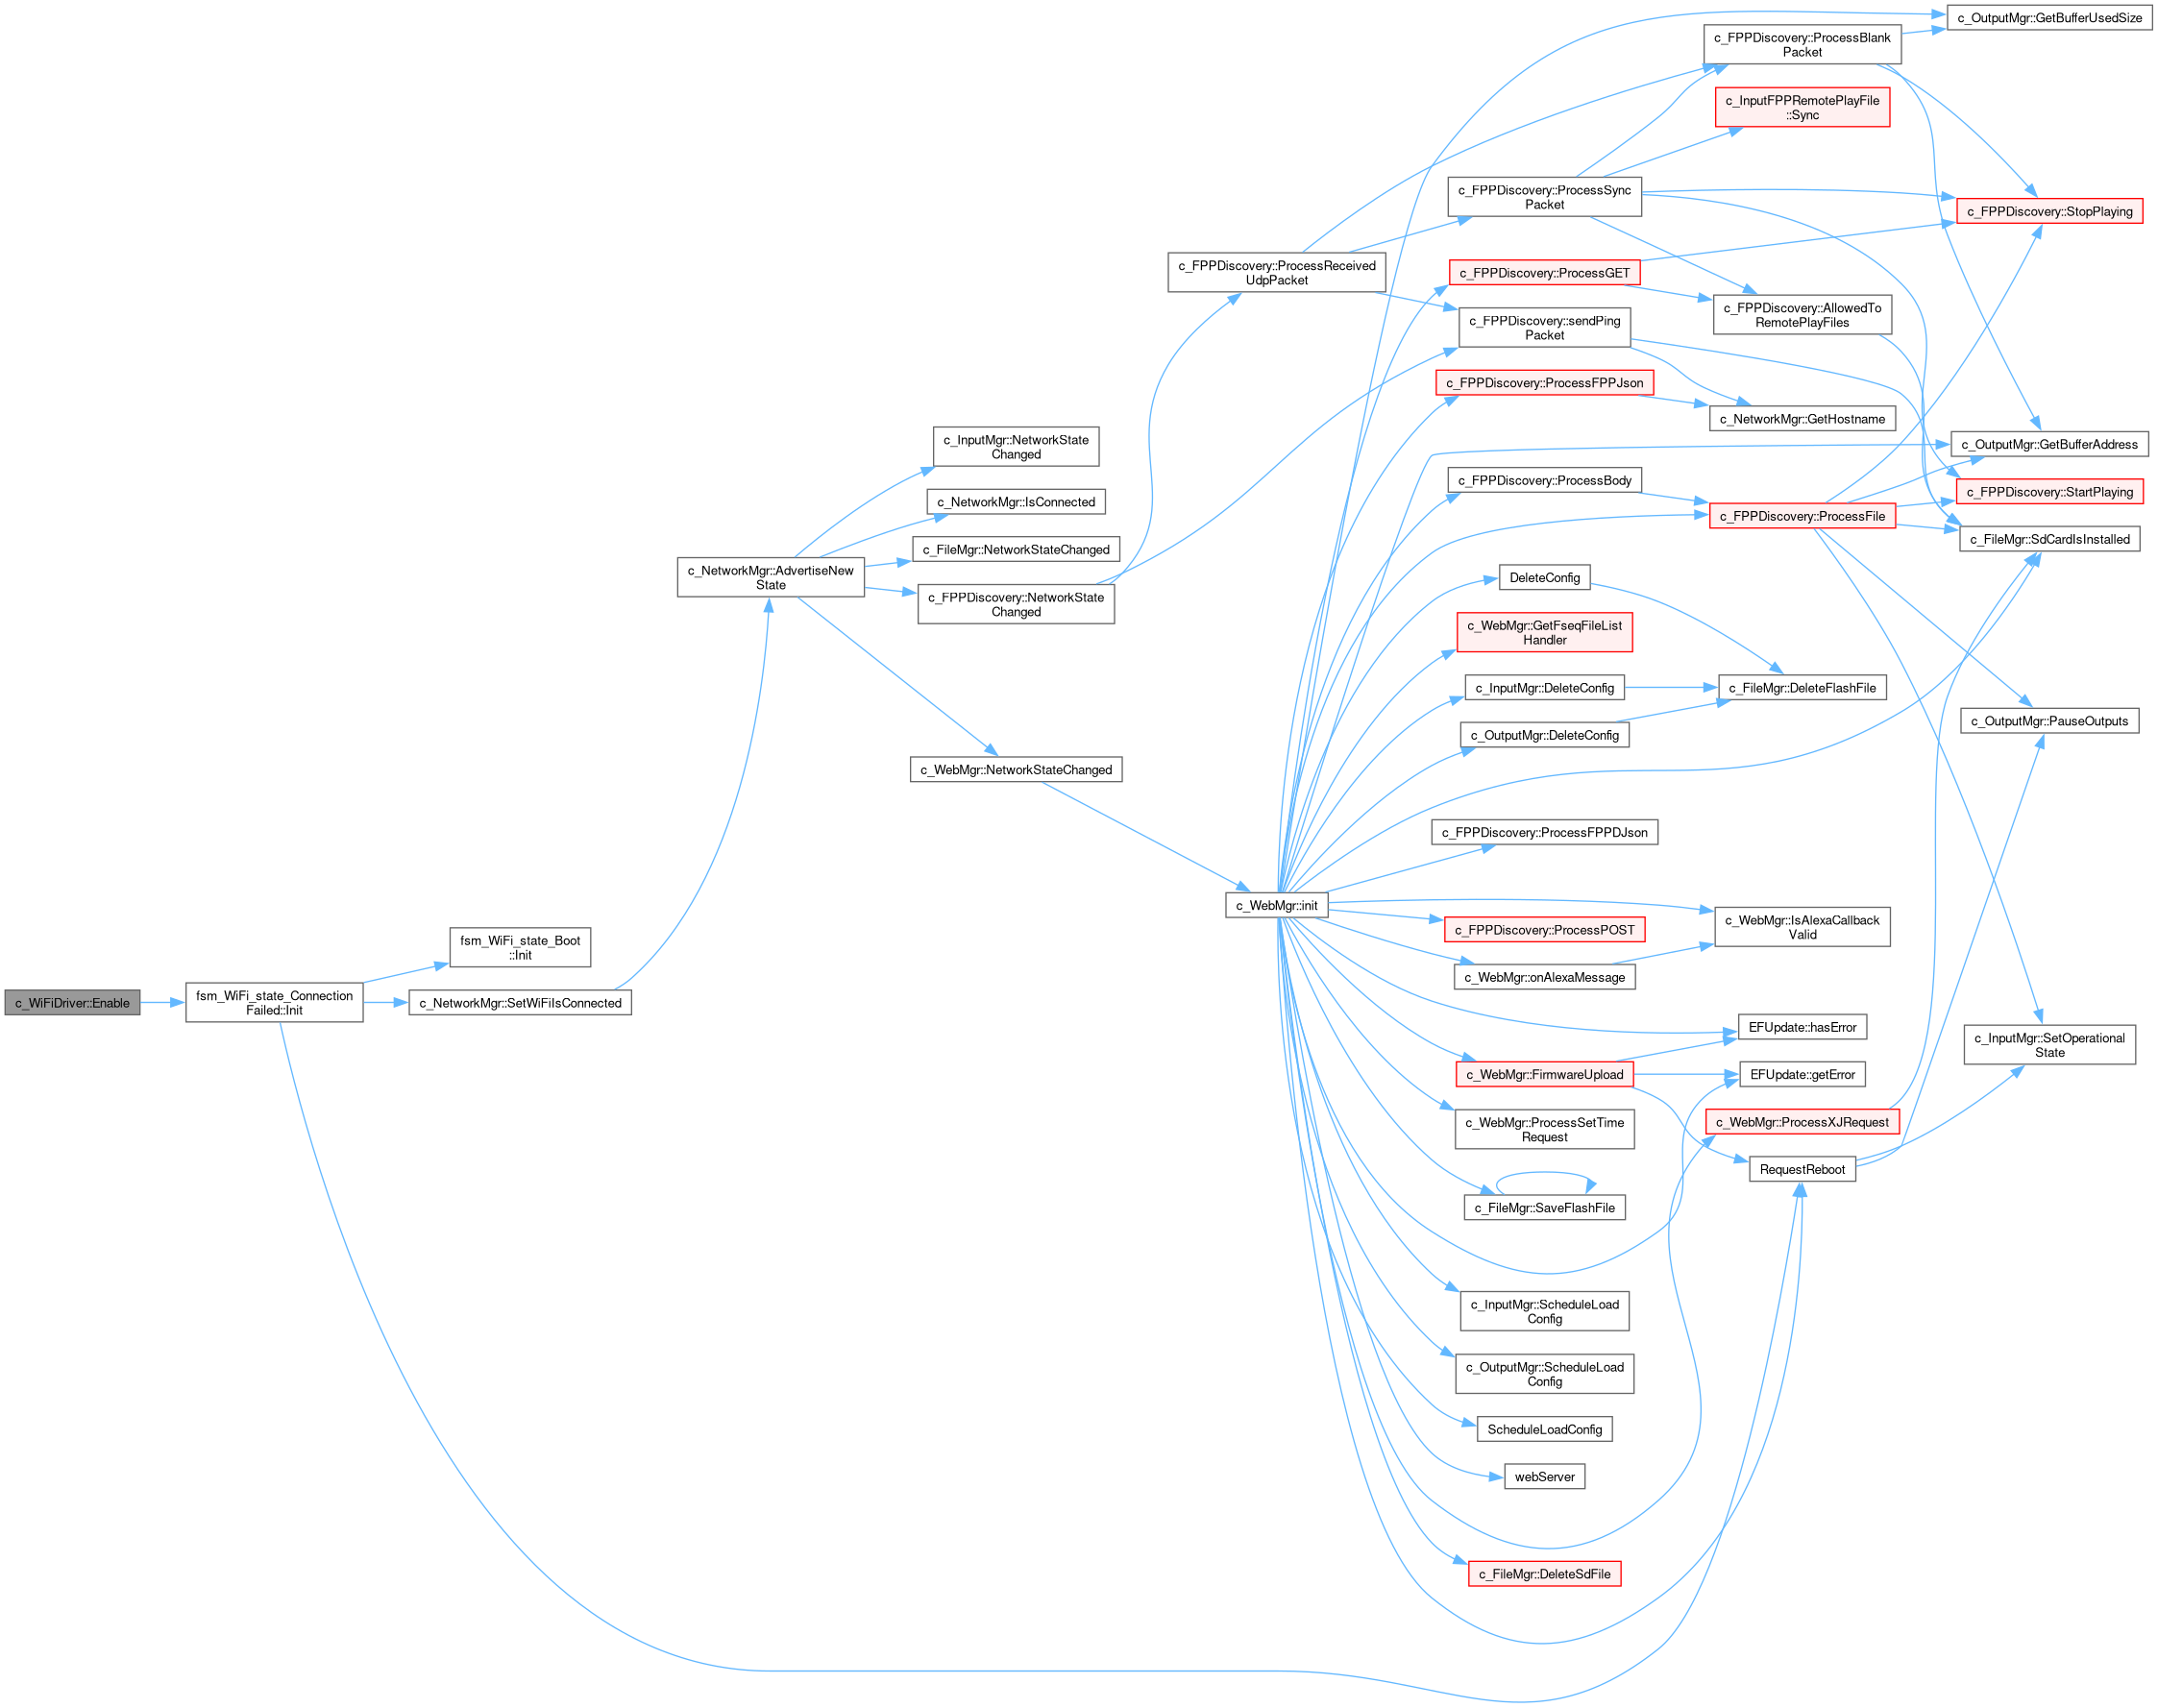 c_WiFiDriver::Enable
fsm_WiFi_state_Connection
Failed::Init
fsm_WiFi_state_Boot
::Init
c_NetworkMgr::SetWiFiIsConnected
c_NetworkMgr::AdvertiseNew
State
c_InputMgr::NetworkState
Changed
c_NetworkMgr::IsConnected
c_FileMgr::NetworkStateChanged
c_FPPDiscovery::NetworkState
Changed
c_WebMgr::NetworkStateChanged
c_FPPDiscovery::ProcessReceived
UdpPacket
c_WebMgr::init
c_FPPDiscovery::ProcessSync
Packet
c_FPPDiscovery::ProcessGET
c_FPPDiscovery::sendPing
Packet
c_FPPDiscovery::ProcessFPPJson
c_FPPDiscovery::ProcessBody
DeleteConfig
c_WebMgr::GetFseqFileList
Handler
c_InputMgr::DeleteConfig
c_OutputMgr::DeleteConfig
c_FPPDiscovery::ProcessFPPDJson
c_FPPDiscovery::ProcessPOST
c_WebMgr::onAlexaMessage
c_WebMgr::FirmwareUpload
c_WebMgr::ProcessSetTime
Request
c_FileMgr::SaveFlashFile
c_InputMgr::ScheduleLoad
Config
c_OutputMgr::ScheduleLoad
Config
ScheduleLoadConfig
webServer
c_FileMgr::DeleteSdFile
c_FPPDiscovery::ProcessBlank
Packet
c_InputFPPRemotePlayFile
::Sync
c_FPPDiscovery::AllowedTo
RemotePlayFiles
c_NetworkMgr::GetHostname
c_FPPDiscovery::ProcessFile
c_FileMgr::DeleteFlashFile
c_WebMgr::IsAlexaCallback
Valid
EFUpdate::hasError
EFUpdate::getError
c_WebMgr::ProcessXJRequest
RequestReboot
c_OutputMgr::GetBufferUsedSize
c_FPPDiscovery::StopPlaying
c_OutputMgr::GetBufferAddress
c_FPPDiscovery::StartPlaying
c_FileMgr::SdCardIsInstalled
c_OutputMgr::PauseOutputs
c_InputMgr::SetOperational
State